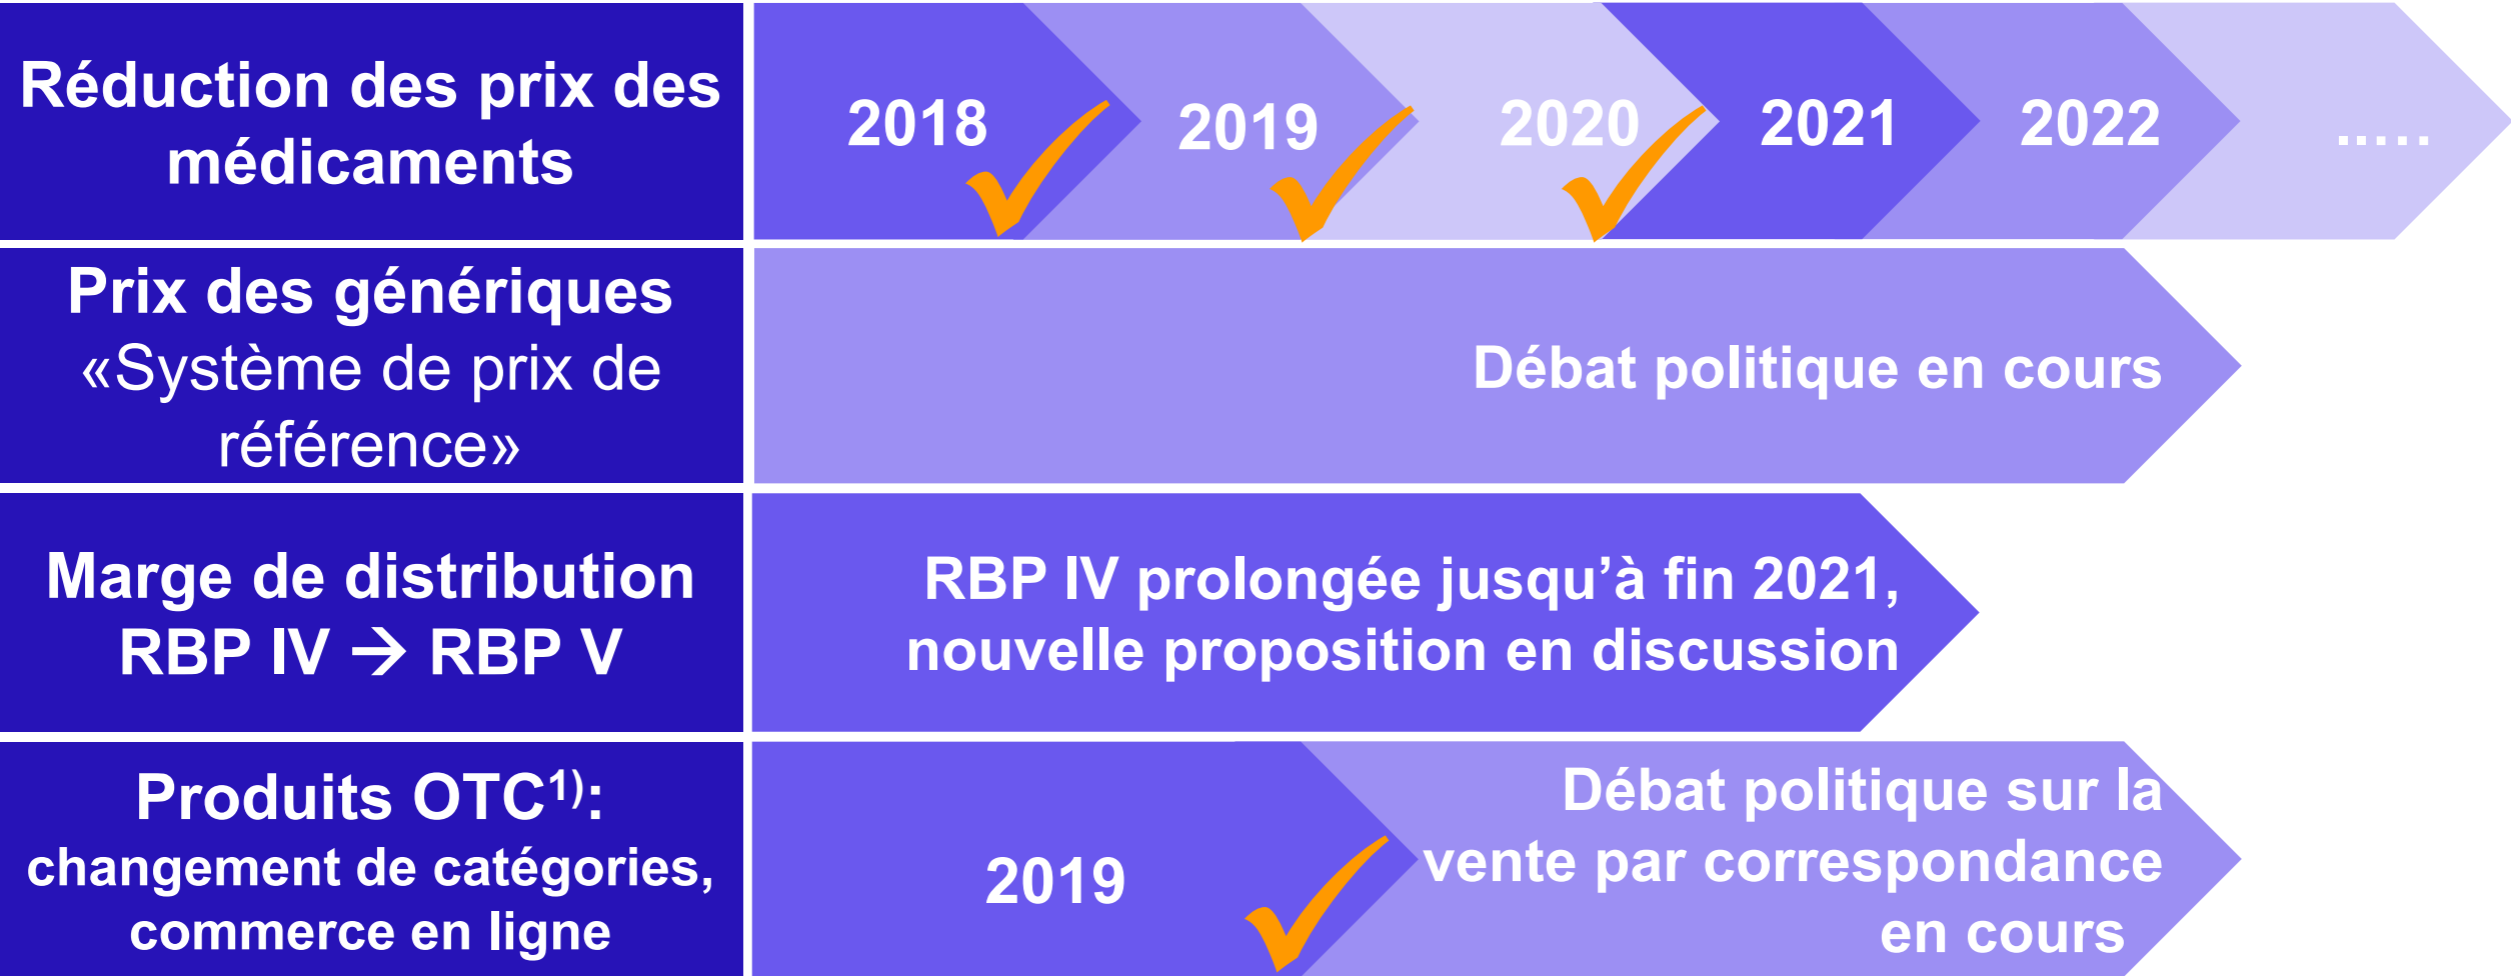 Réduction des prix des
médicaments
2018
2019
2020
2021
2022
.....
Prix des génériques
«Système de prix de
référence»
Débat politique en cours
Marge de distribution
RBP IV → RBP V
RBP IV prolongée jusqu’à fin 2021,
nouvelle proposition en discussion
Produits OTC¹⁾:
changement de catégories,
commerce en ligne
2019
Débat politique sur la
vente par correspondance
en cours